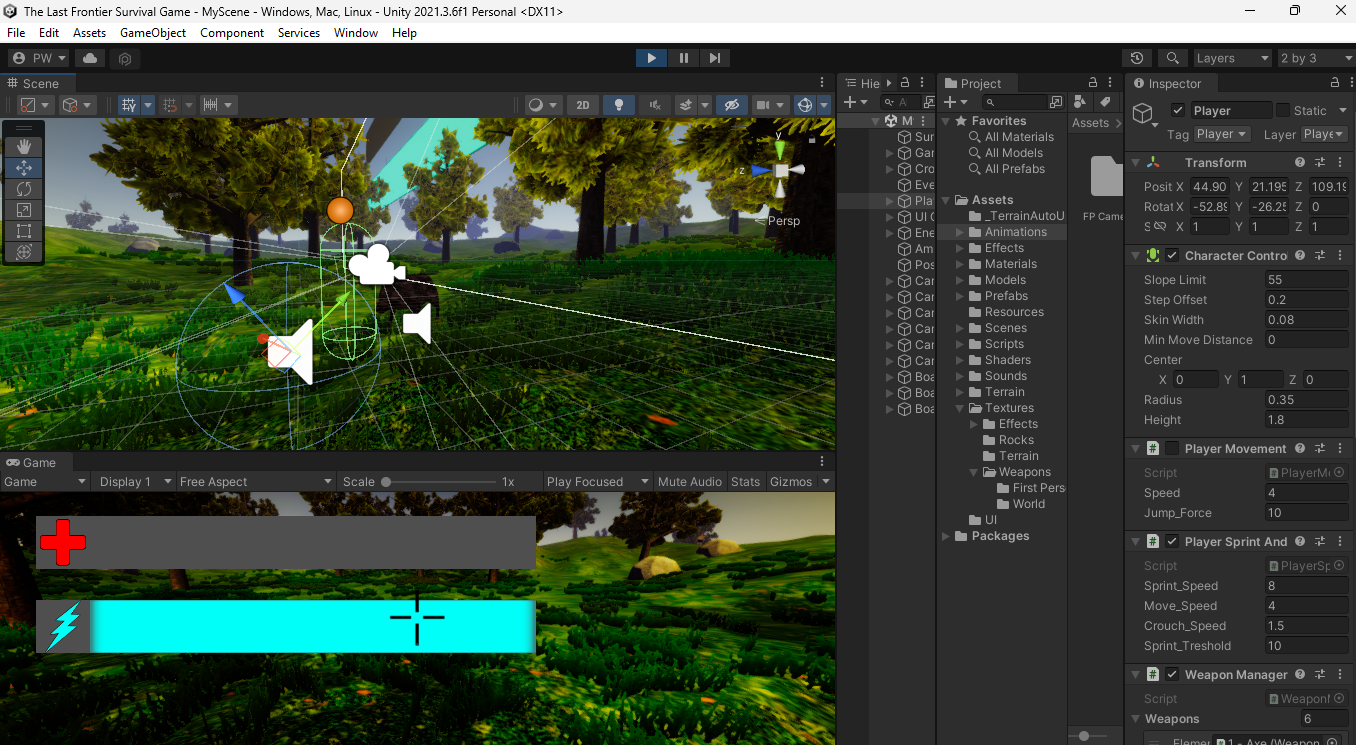 The Last Frontier Survival Game - MyScene - Windows, Mac, Linux - Unity 2021.3.6f1 Personal <DX11>
File Edit Assets GameObject Component Services Window Help
PW
Layers
2 by 3
Scene
2D
y
z
Persp
Game
Game
Display 1
Free Aspect
Scale
1x
Play Focused
Mute Audio
Stats
Gizmos
Hie
A
M
Sur
Gar
Cro
Eve
Pla
UI C
Ene
Am
Pos
Car
Car
Car
Car
Car
Car
Boa
Boa
Boa
Project
Favorites
All Materials
All Models
All Prefabs
Assets
_TerrainAutoU
Animations
Effects
Materials
Models
Prefabs
Resources
Scenes
Scripts
Shaders
Sounds
Terrain
Textures
Effects
Rocks
Terrain
Weapons
First Pers
World
UI
Packages
Assets >
FP Came
Inspector
Player
Static
Tag Player
Layer Playe
Transform
Posit X 44.90 Y 21.195 Z 109.19
Rotat X -52.89 Y -26.25 Z 0
S X 1 Y 1 Z 1
Character Contro
Slope Limit 55
Step Offset 0.2
Skin Width 0.08
Min Move Distance 0
Center
X 0 Y 1 Z 0
Radius 0.35
Height 1.8
Player Movement
Script PlayerM
Speed 4
Jump_Force 10
Player Sprint And
Script PlayerSp
Sprint_Speed 8
Move_Speed 4
Crouch_Speed 1.5
Sprint_Treshold 10
Weapon Manager
Script Weapon
Weapons 6
Elemen 1 - Axe (Weapon